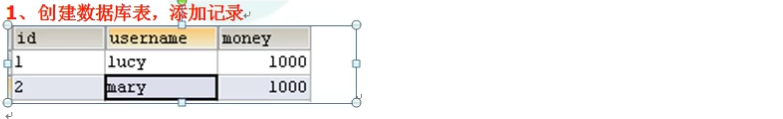 1、创建数据库表，添加记录
id username money
1 lucy 1000
2 mary 1000